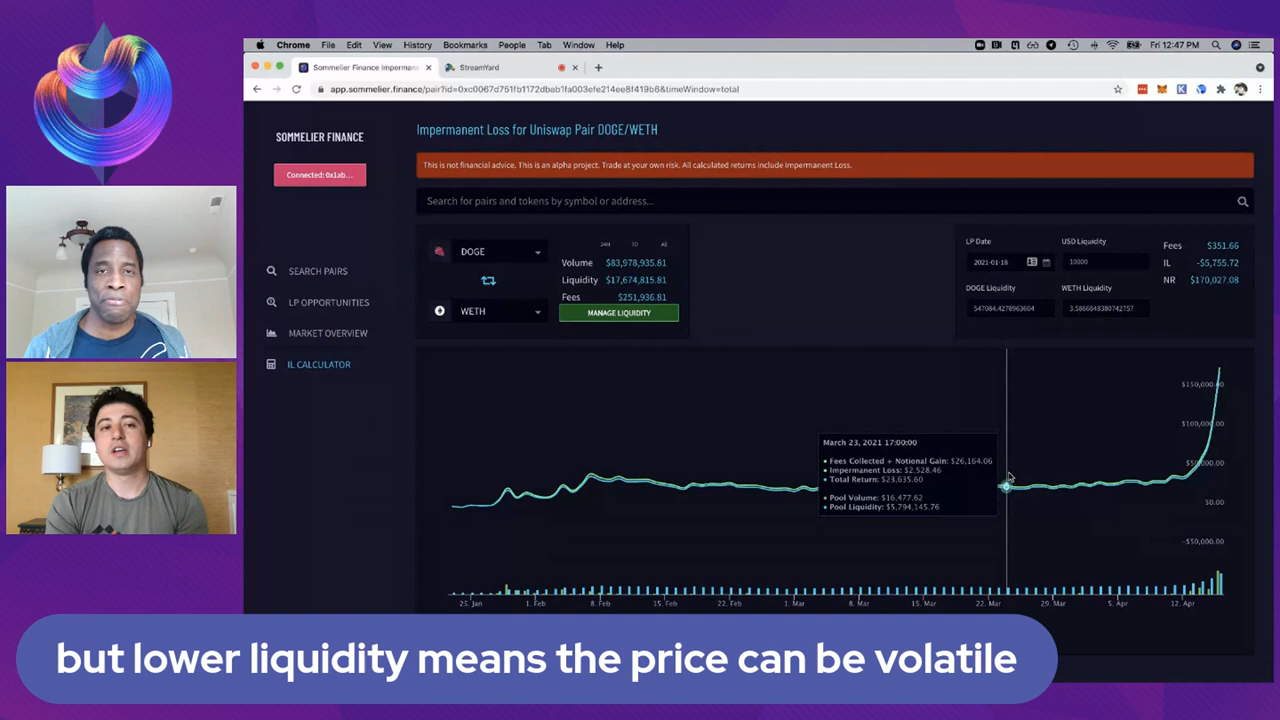 Chrome File Edit View History Bookmarks People Tab Window Help
Fri 12:47 PM
Sommelier Finance Imperman
StreamYard
app.sommelier.finance/pair?id=0xc0067d751fb1172dbab1fa003efe214ee8f419b6&timeWindow=total
SOMMELIER FINANCE
Connected: 0x1ab...
SEARCH PAIRS
LP OPPORTUNITIES
MARKET OVERVIEW
IL CALCULATOR
Impermanent Loss for Uniswap Pair DOGE/WETH
This is not financial advice. This is an alpha project. Trade at your own risk. All calculated returns include Impermanent Loss.
Search for pairs and tokens by symbol or address...
DOGE
WETH
Volume $83,978,935.81
Liquidity $17,674,815.81
Fees $251,936.81
MANAGE LIQUIDITY
LP Date USD Liquidity
2021-01-18 10000
DOGE Liquidity WETH Liquidity
547084.4278963604 3.5866848380742757
Fees $351.66
IL -$5,755.72
NR $170,027.08
March 23, 2021 17:00:00
Fees Collected + Notional Gain: $26,164.06
Impermanent Loss: $2,528.46
Total Return: $23,635.60
Pool Volume: $16,477.62
Pool Liquidity: $5,794,145.76
$150,000.00
$100,000.00
$50,000.00
$0.00
-$50,000.00
25. Jan 1. Feb 8. Feb 15. Feb 22. Feb 1. Mar 8. Mar 15. Mar 22. Mar 29. Mar 5. Apr 12. Apr
but lower liquidity means the price can be volatile